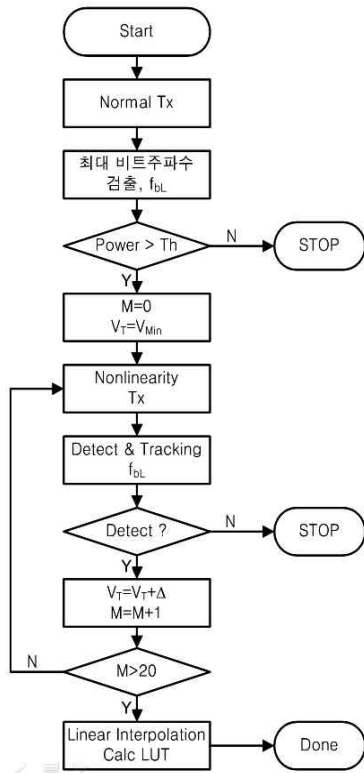 Start
Normal Tx
최대 비트주파수
검출, f_bL
Power > Th
N
STOP
Y
M=0
V_T=V_Min
Nonlinearity
Tx
Detect & Tracking
f_bL
Detect ?
N
STOP
Y
V_T=V_T+Δ
M=M+1
N
M>20
Y
Linear Interpolation
Calc LUT
Done